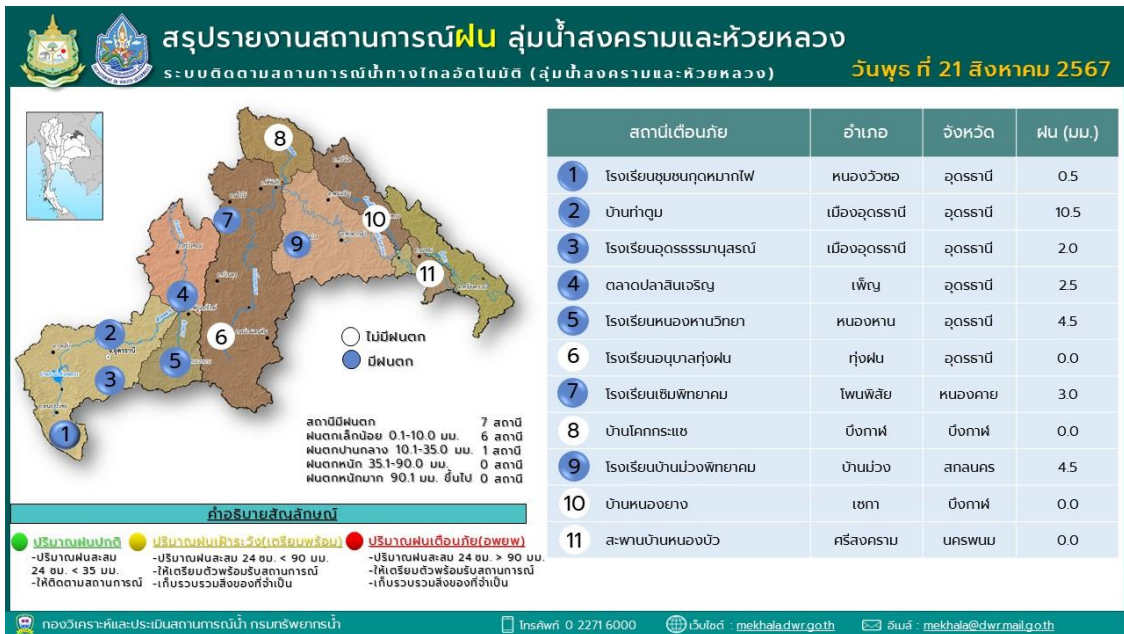 สรุปรายงานสถานการณ์ฝน ลุ่มน้ำสงครามและห้วยหลวง
ระบบติดตามสถานการณ์น้ำทางไกลอัตโนมัติ (ลุ่มน้ำสงครามและห้วยหลวง)
วันพุธ ที่ 21 สิงหาคม 2567
8
7
9
10
11
4
2
6
5
3
1
ไม่มีฝนตก
มีฝนตก
สถานีมีฝนตก 7 สถานี
ฝนตกเล็กน้อย 0.1-10.0 มม. 6 สถานี
ฝนตกปานกลาง 10.1-35.0 มม. 1 สถานี
ฝนตกหนัก 35.1-90.0 มม. 0 สถานี
ฝนตกหนักมาก 90.1 มม. ขึ้นไป 0 สถานี
คำอธิบายสัญลักษณ์
ปริมาณฝนปกติ
-ปริมาณฝนสะสม
24 ชม. < 35 มม.
-ให้ติดตามสถานการณ์
ปริมาณฝนเฝ้าระวัง(เตรียมพร้อม)
-ปริมาณฝนสะสม 24 ชม. < 90 มม.
-ให้เตรียมตัวพร้อมรับสถานการณ์
-เก็บรวบรวมสิ่งของที่จำเป็น
ปริมาณฝนเตือนภัย(อพยพ)
-ปริมาณฝนสะสม 24 ชม. > 90 มม.
-ให้เตรียมตัวพร้อมรับสถานการณ์
-เก็บรวบรวมสิ่งของที่จำเป็น
สถานีเตือนภัย อำเภอ จังหวัด ฝน (มม.)
1 โรงเรียนชุมชนกุดหมากไฟ หนองวัวซอ อุดรธานี 0.5
2 บ้านท่าตูม เมืองอุดรธานี อุดรธานี 10.5
3 โรงเรียนอุดรธรรมานุสรณ์ เมืองอุดรธานี อุดรธานี 2.0
4 ตลาดปลาสินเจริญ เพ็ญ อุดรธานี 2.5
5 โรงเรียนหนองหานวิทยา หนองหาน อุดรธานี 4.5
6 โรงเรียนอนุบาลทุ่งฝน ทุ่งฝน อุดรธานี 0.0
7 โรงเรียนเซิมพิทยาคม โพนพิสัย หนองคาย 3.0
8 บ้านโคกกระแซ บึงกาฬ บึงกาฬ 0.0
9 โรงเรียนบ้านม่วงพิทยาคม บ้านม่วง สกลนคร 4.5
10 บ้านหนองยาง เซกา บึงกาฬ 0.0
11 สะพานบ้านหนองบัว ศรีสงคราม นครพนม 0.0
กองวิเคราะห์และประเมินสถานการณ์น้ำ กรมทรัพยากรน้ำ
โทรศัพท์ 0 2271 6000
เว็บไซต์ : mekhala.dwr.go.th
อีเมล์ : mekhala@dwr.mail.go.th